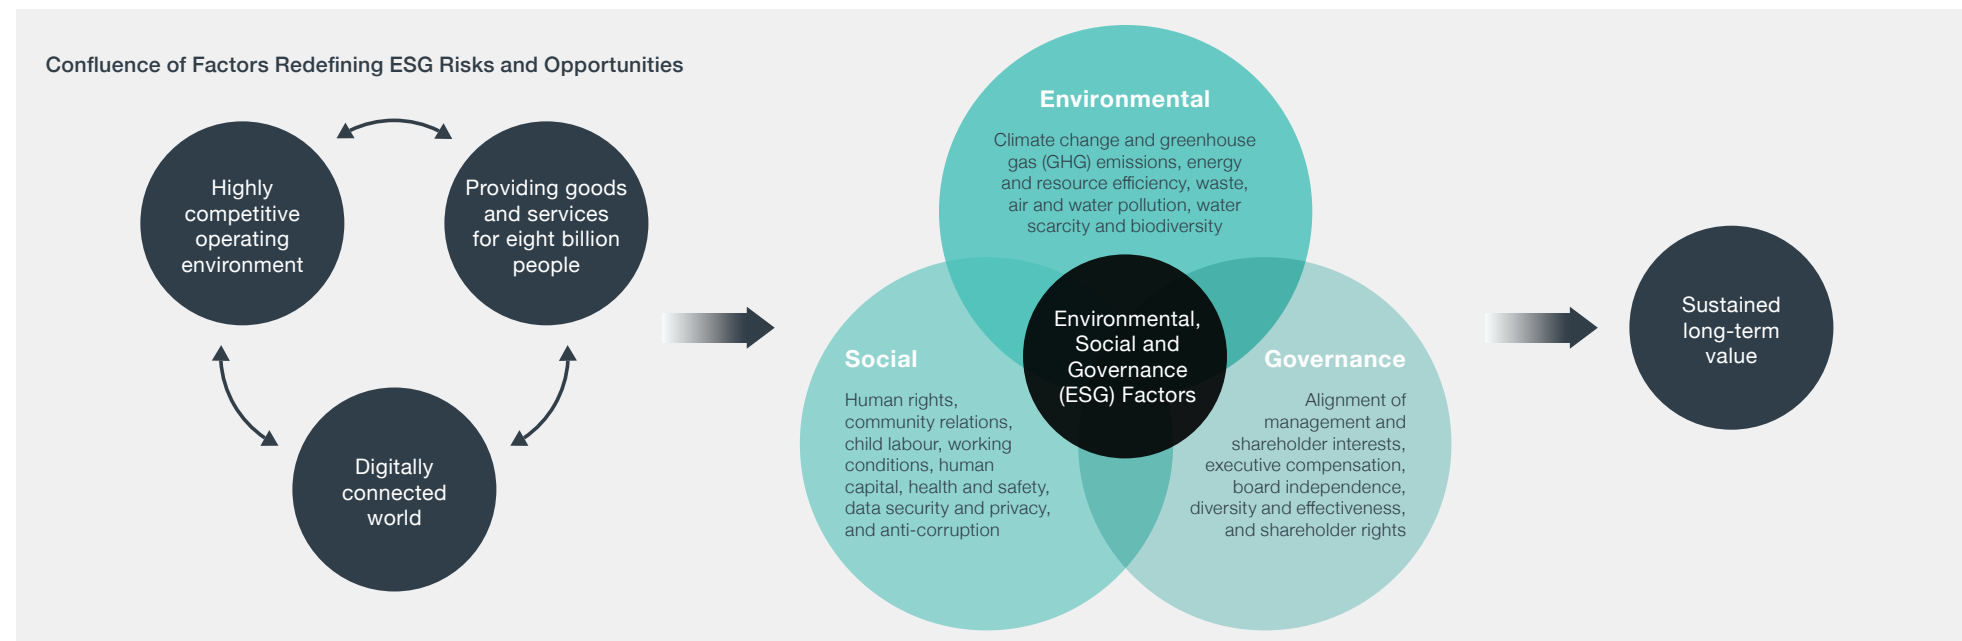 Confluence of Factors Redefining ESG Risks and Opportunities
Highly
competitive
operating
environment
Providing goods
and services
for eight billion
people
Digitally
connected
world
Environmental
Climate change and greenhouse
gas (GHG) emissions, energy
and resource efficiency, waste,
air and water pollution, water
scarcity and biodiversity
Social
Human rights,
community relations,
child labour, working
conditions, human
capital, health and safety,
data security and privacy,
and anti-corruption
Environmental,
Social and
Governance
(ESG) Factors
Governance
Alignment of
management and
shareholder interests,
executive compensation,
board independence,
diversity and effectiveness,
and shareholder rights
Sustained
long-term
value